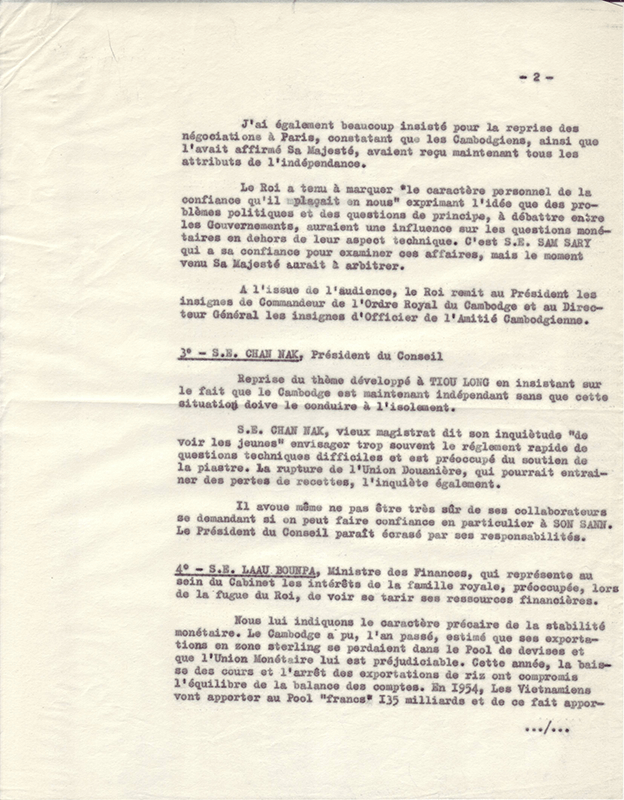 - 2 -
J'ai également beaucoup insisté pour la reprise des
négociations à Paris, constatant que les Cambodgiens, ainsi que
l'avait affirmé Sa Majesté, avaient reçu maintenant tous les
attributs de l'indépendance.
Le Roi a tenu à marquer "le caractère personnel de la
confiance qu'il plaçait en nous" exprimant l'idée que des pro-
blèmes politiques et des questions de principe, à débattre entre
les Gouvernements, auraient une influence sur les questions moné-
taires en dehors de leur aspect technique. C'est S.E. SAM SARY
qui a sa confiance pour examiner ces affaires, mais le moment
venu Sa Majesté aurait à arbitrer.
A l'issue de l'audience, le Roi remit au Président les
insignes de Commandeur de l'Ordre Royal du Cambodge et au Direc-
teur Général les insignes d'Officier de l'Amitié Cambodgienne.
3° - S.E. CHAN NAK, Président du Conseil
Reprise du thème développé à TIOU LONG en insistant sur
le fait que le Cambodge est maintenant indépendant sans que cette
situation doive le conduire à l'isolement.
S.E. CHAN NAK, vieux magistrat dit son inquiètude "de
voir les jeunes" envisager trop souvent le réglement rapide de
questions techniques difficiles et est préoccupé du soutien de
la piastre. La rupture de l'Union Douanière, qui pourrait entrai-
ner des pertes de recettes, l'inquiète également.
Il avoue même ne pas être très sûr de ses collaborateurs
se demandant si on peut faire confiance en particulier à SON SANN.
Le Président du Conseil paraît écrasé par ses responsabilités.
4° - S.E. LAAU BOUNPA, Ministre des Finances, qui représente au
sein du Cabinet les intérêts de la famille royale, préoccupée, lors
de la fugue du Roi, de voir se tarir ses ressources financières.
Nous lui indiquons le caractère précaire de la stabilité
monétaire. Le Cambodge a pu, l'an passé, estimé que ses exporta-
tions en zone sterling se perdaient dans le Pool de devises et
que l'Union Monétaire lui est préjudiciable. Cette année, la bais-
se des cours et l'arrêt des exportations de riz ont compromis
l'équilibre de la balance des comptes. En 1954, Les Vietnamiens
vont apporter au Pool "francs" I35 milliards et de ce fait appor-
.../...